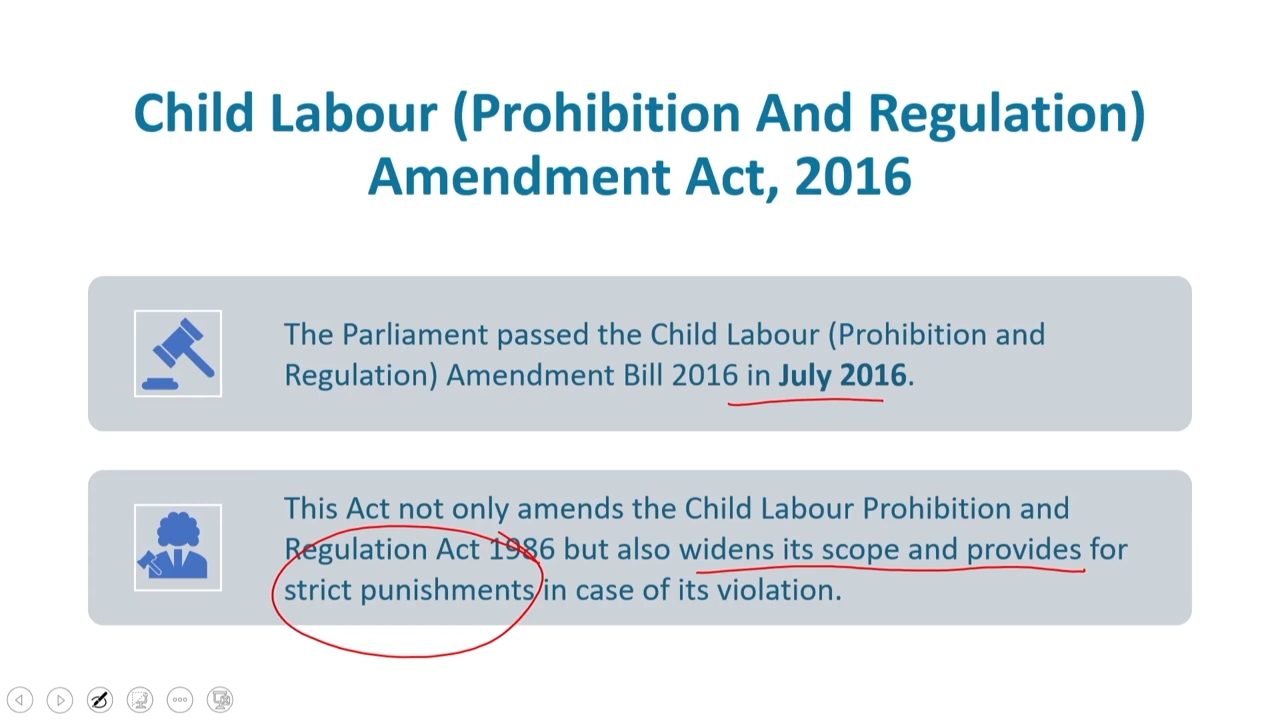 Child Labour (Prohibition And Regulation)
Amendment Act, 2016
The Parliament passed the Child Labour (Prohibition and
Regulation) Amendment Bill 2016 in July 2016.
This Act not only amends the Child Labour Prohibition and
Regulation Act 1986 but also widens its scope and provides for
strict punishments in case of its violation.